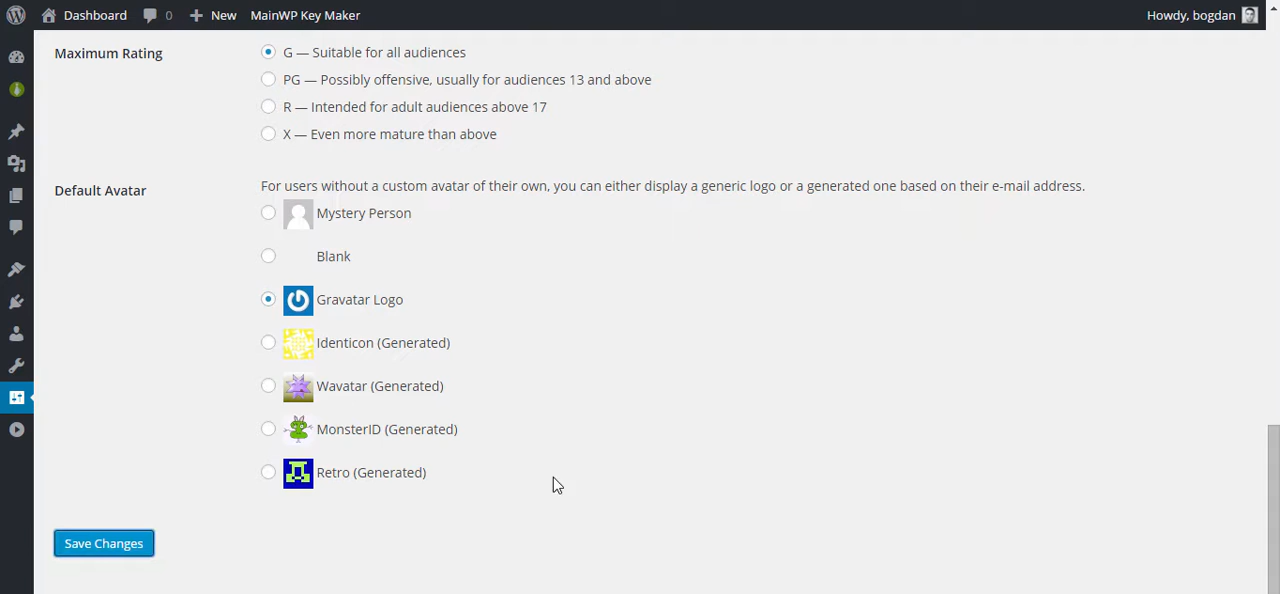 Dashboard 0 New MainWP Key Maker Howdy, bogdan
Maximum Rating
G — Suitable for all audiences
PG — Possibly offensive, usually for audiences 13 and above
R — Intended for adult audiences above 17
X — Even more mature than above
Default Avatar
For users without a custom avatar of their own, you can either display a generic logo or a generated one based on their e-mail address.
Mystery Person
Blank
Gravatar Logo
Identicon (Generated)
Wavatar (Generated)
MonsterID (Generated)
Retro (Generated)
Save Changes